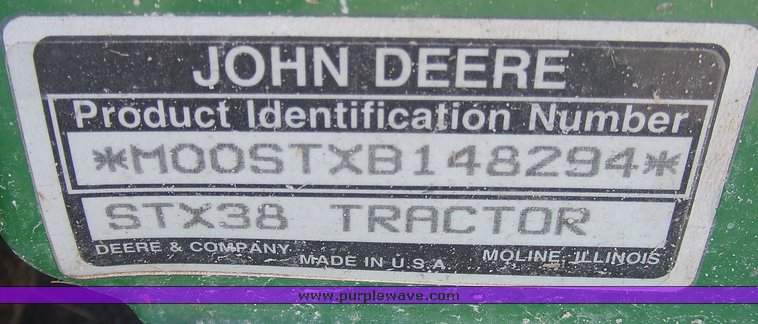 JOHN DEERE
Product Identification Number
*M00STXB148294*
STX38 TRACTOR
DEERE & COMPANY
MADE IN U.S.A.
MOLINE, ILLINOIS
www.purplewave.com